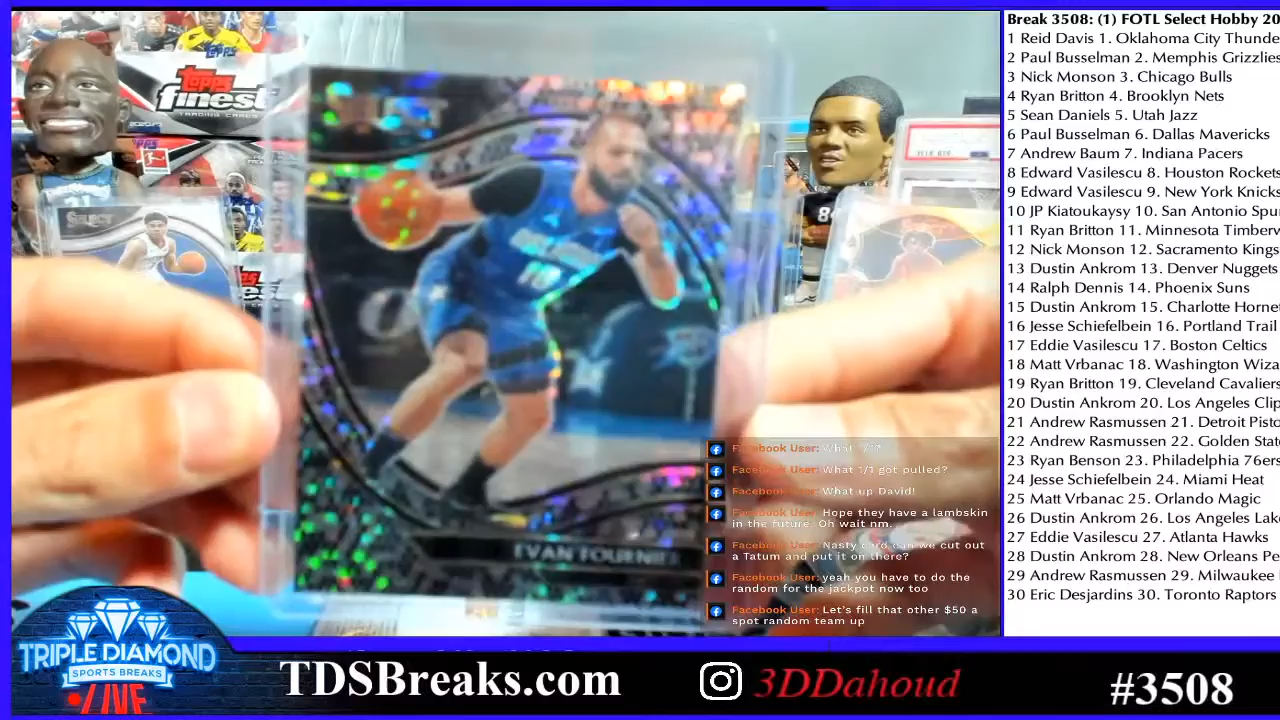 Break 3508: (1) FOTL Select Hobby 20
1 Reid Davis 1. Oklahoma City Thunde
2 Paul Busselman 2. Memphis Grizzlies
3 Nick Monson 3. Chicago Bulls
4 Ryan Britton 4. Brooklyn Nets
5 Sean Daniels 5. Utah Jazz
6 Paul Busselman 6. Dallas Mavericks
7 Andrew Baum 7. Indiana Pacers
8 Edward Vasilescu 8. Houston Rockets
9 Edward Vasilescu 9. New York Knicks
10 JP Kiatoukaysy 10. San Antonio Spu
11 Ryan Britton 11. Minnesota Timberv
12 Nick Monson 12. Sacramento Kings
13 Dustin Ankrom 13. Denver Nuggets
14 Ralph Dennis 14. Phoenix Suns
15 Dustin Ankrom 15. Charlotte Horne
16 Jesse Schiefelbein 16. Portland Trail
17 Eddie Vasilescu 17. Boston Celtics
18 Matt Vrbanac 18. Washington Wiza
19 Ryan Britton 19. Cleveland Cavaliers
20 Dustin Ankrom 20. Los Angeles Clip
21 Andrew Rasmussen 21. Detroit Pisto
22 Andrew Rasmussen 22. Golden Stat
23 Ryan Benson 23. Philadelphia 76ers
24 Jesse Schiefelbein 24. Miami Heat
25 Matt Vrbanac 25. Orlando Magic
26 Dustin Ankrom 26. Los Angeles Lake
27 Eddie Vasilescu 27. Atlanta Hawks
28 Dustin Ankrom 28. New Orleans Pe
29 Andrew Rasmussen 29. Milwaukee
30 Eric Desjardins 30. Toronto Raptors
TOPPS
Topps
finest
TRADING CARDS
SELECT
EVAN FOURNIER
Facebook User: What 1/1?
Facebook User: What 1/1 got pulled?
Facebook User: What up David!
Facebook User: Hope they have a lambskin
in the future. Oh wait nm.
Facebook User: Nasty card can we cut out
a Tatum and put it on there?
Facebook User: yeah you have to do the
random for the jackpot now too
Facebook User: Let's fill that other $50 a
spot random team up
TRIPLE DIAMOND
SPORTS BREAKS
LIVE
TDSBreaks.com
3DDahoud
#3508